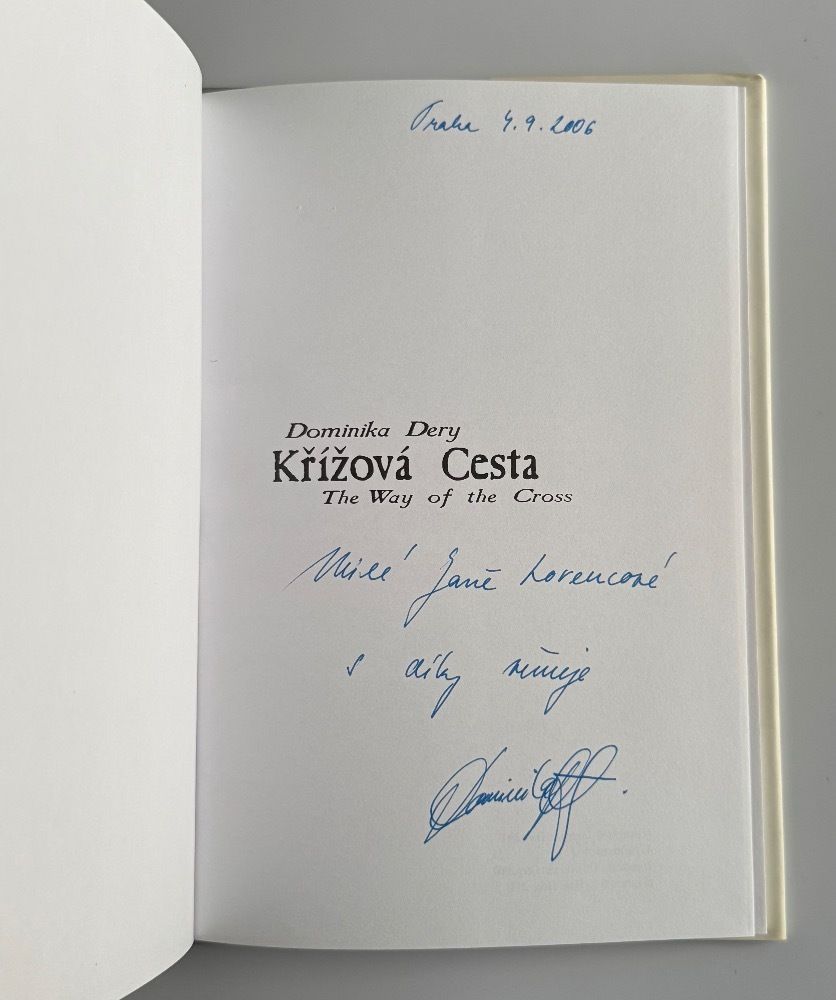 Praha 4.9.2006
Dominika Dery
Křížová Cesta
The Way of the Cross
Milé Janě Lorencové
s díky věnuje